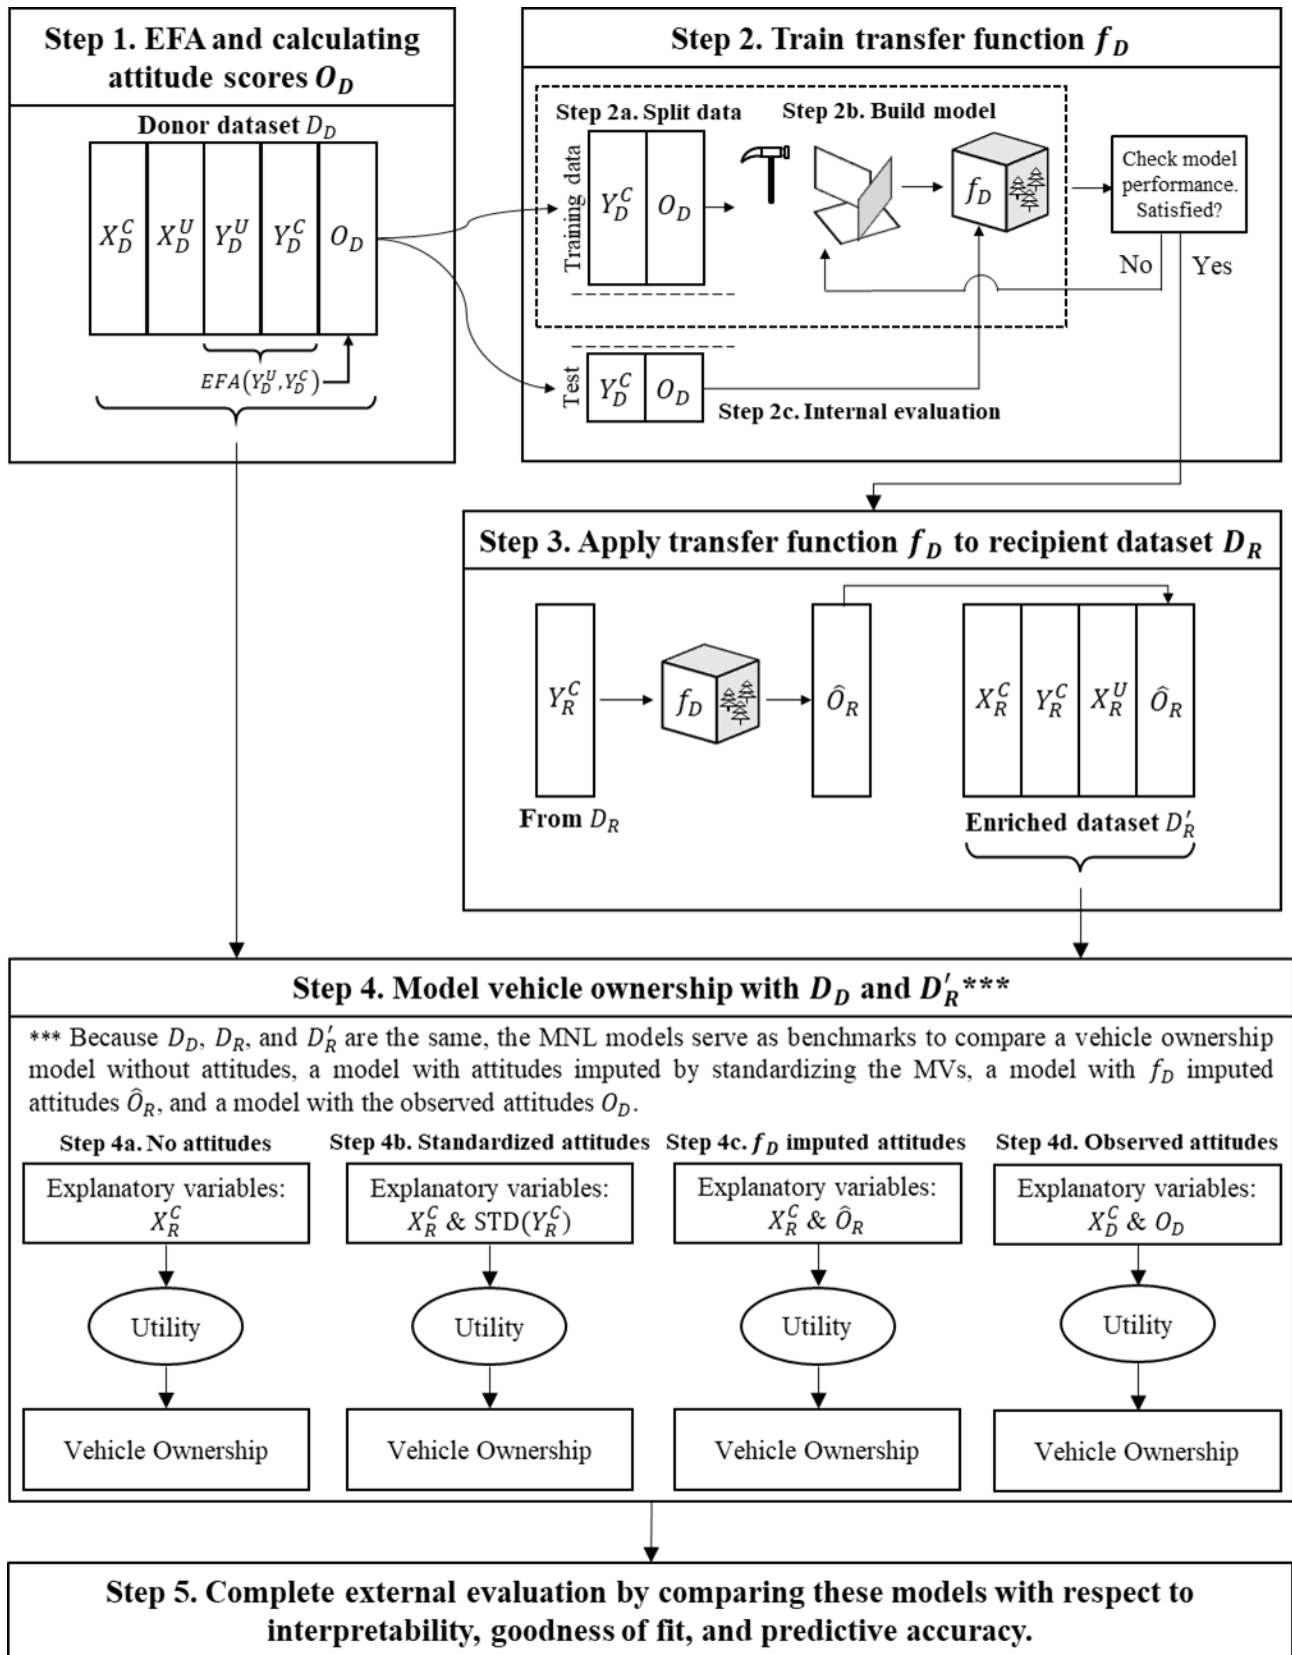 Step 1. EFA and calculating
attitude scores O_D
Donor dataset D_D
X_D^C X_D^U Y_D^U Y_D^C O_D
EFA(Y_D^U, Y_D^C)
Step 2. Train transfer function f_D
Step 2a. Split data
Training data
Y_D^C O_D
Step 2b. Build model
f_D
Check model
performance.
Satisfied?
No
Yes
Test
Y_D^C O_D
Step 2c. Internal evaluation
Step 3. Apply transfer function f_D to recipient dataset D_R
Y_R^C
f_D
Ô_R
X_R^C Y_R^C X_R^U Ô_R
From D_R
Enriched dataset D′_R
Step 4. Model vehicle ownership with D_D and D′_R***
*** Because D_D, D_R, and D′_R are the same, the MNL models serve as benchmarks to compare a vehicle ownership
model without attitudes, a model with attitudes imputed by standardizing the MVs, a model with f_D imputed
attitudes Ô_R, and a model with the observed attitudes O_D.
Step 4a. No attitudes
Explanatory variables:
X_R^C
Utility
Vehicle Ownership
Step 4b. Standardized attitudes
Explanatory variables:
X_R^C & STD(Y_R^C)
Utility
Vehicle Ownership
Step 4c. f_D imputed attitudes
Explanatory variables:
X_R^C & Ô_R
Utility
Vehicle Ownership
Step 4d. Observed attitudes
Explanatory variables:
X_D^C & O_D
Utility
Vehicle Ownership
Step 5. Complete external evaluation by comparing these models with respect to
interpretability, goodness of fit, and predictive accuracy.